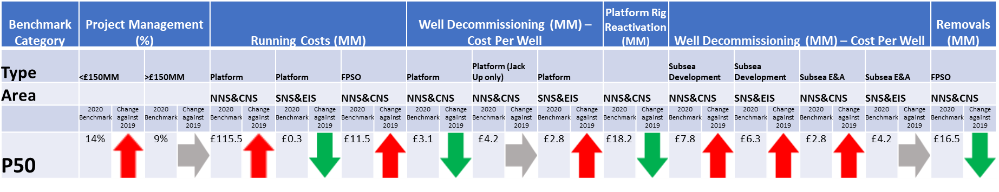 Benchmark Category Project Management (%) Running Costs (MM) Well Decommissioning (MM) – Cost Per Well Platform Rig Reactivation (MM) Well Decommissioning (MM) – Cost Per Well Removals (MM)
Type <£150MM >£150MM Platform Platform FPSO Platform Platform (Jack Up only) Platform Subsea Development Subsea Development Subsea E&A Subsea E&A FPSO
Area NNS&CNS SNS&EIS NNS&CNS NNS&CNS NNS&CNS SNS&EIS NNS&CNS NNS&CNS SNS&EIS NNS&CNS SNS&EIS NNS&CNS
2020 Benchmark Change against 2019 2020 Benchmark Change against 2019 2020 Benchmark Change against 2019 2020 Benchmark Change against 2019 2020 Benchmark Change against 2019 2020 Benchmark Change against 2019 2020 Benchmark Change against 2019 2020 Benchmark Change against 2019 2020 Benchmark Change against 2019 2020 Benchmark Change against 2019 2020 Benchmark Change against 2019 2020 Benchmark Change against 2019 2020 Benchmark Change against 2019 2020 Benchmark Change against 2019
P50 14% 9% £115.5 £0.3 £11.5 £3.1 £4.2 £2.8 £18.2 £7.8 £6.3 £2.8 £4.2 £16.5